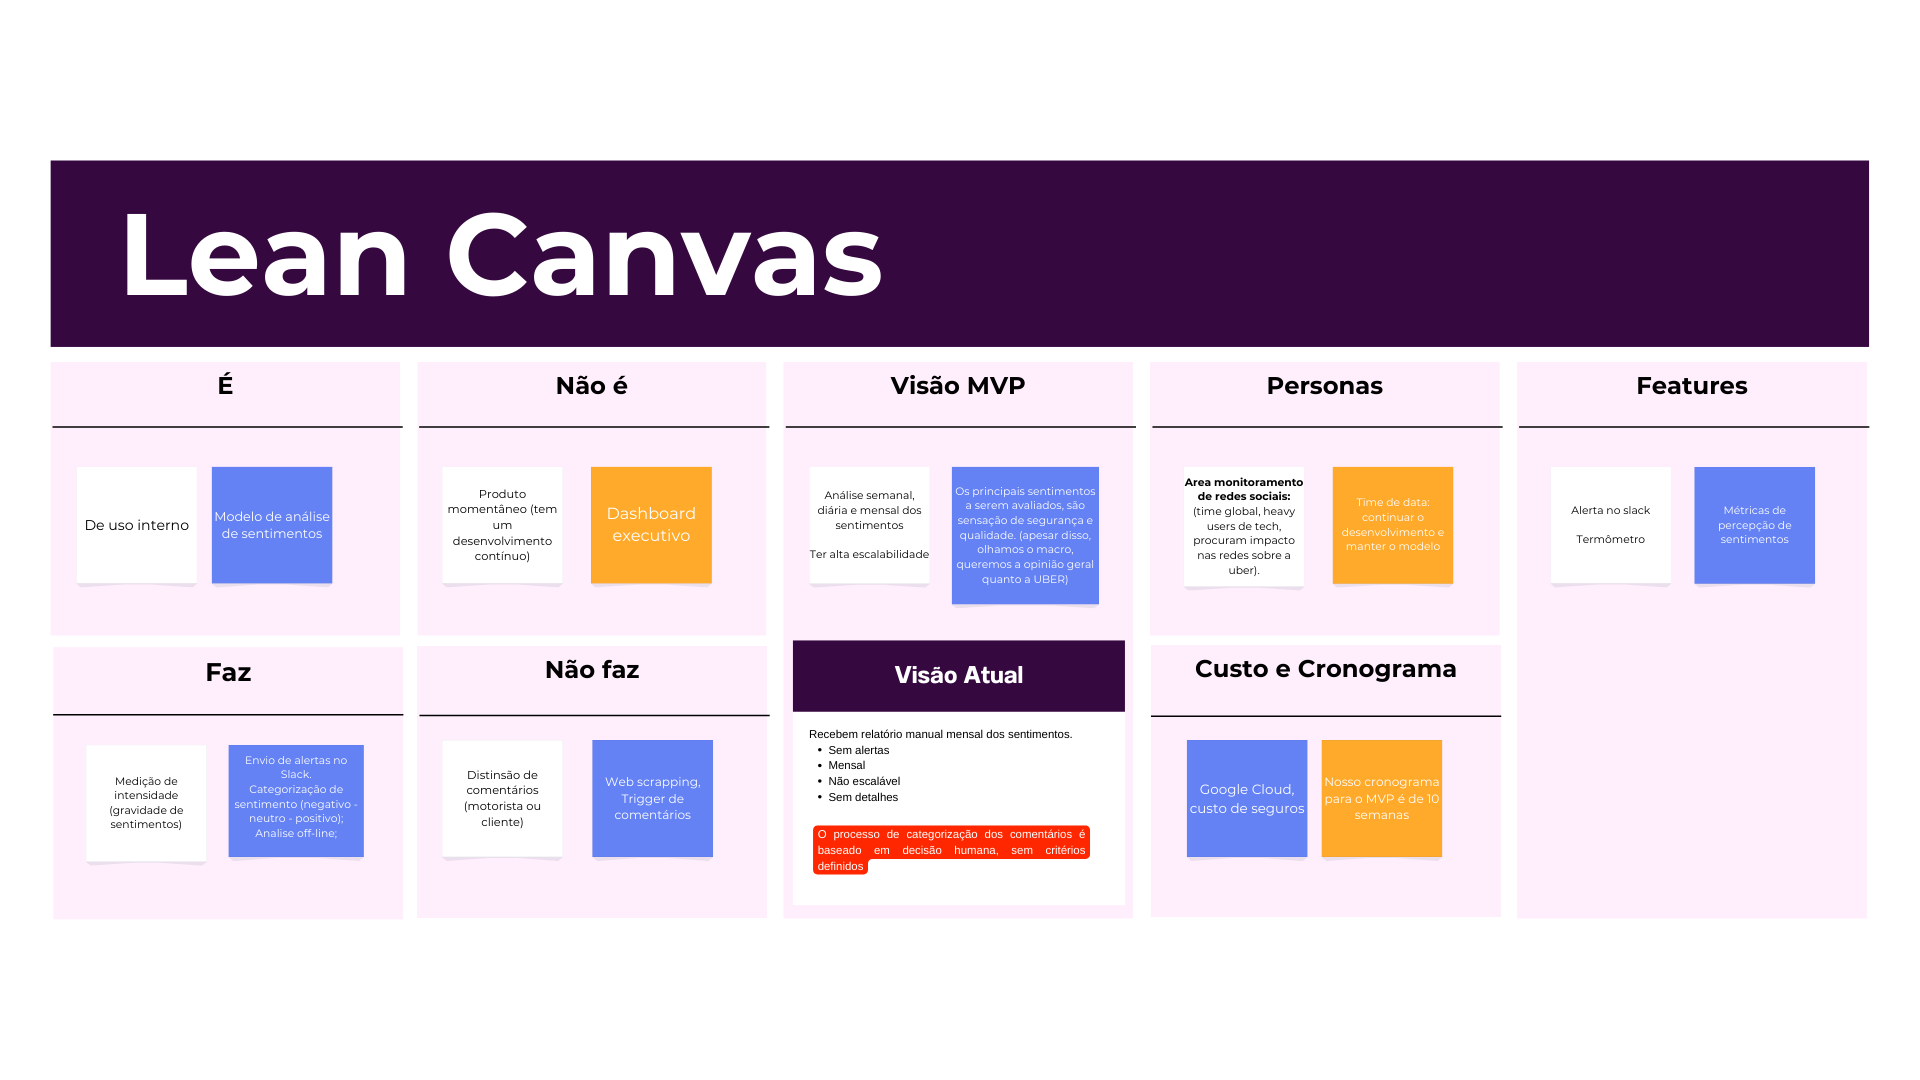 Lean Canvas
É
De uso interno
Modelo de análise
de sentimentos
Não é
Produto
momentâneo (tem
um
desenvolvimento
contínuo)
Dashboard
executivo
Visão MVP
Análise semanal,
diária e mensal dos
sentimentos
Ter alta escalabilidade
Os principais sentimentos
a serem avaliados, são
sensação de segurança e
qualidade. (apesar disso,
olhamos o macro,
queremos a opinião geral
quanto a UBER)
Personas
Area monitoramento
de redes sociais:
(time global, heavy
users de tech,
procuram impacto
nas redes sobre a
uber).
Time de data:
continuar o
desenvolvimento e
manter o modelo
Features
Alerta no slack
Termômetro
Métricas de
percepção de
sentimentos
Faz
Medição de
intensidade
(gravidade de
sentimentos)
Envio de alertas no
Slack.
Categorização de
sentimento (negativo -
neutro - positivo);
Analise off-line;
Não faz
Distinsão de
comentários
(motorista ou
cliente)
Web scrapping,
Trigger de
comentários
Visão Atual
Recebem relatório manual mensal dos sentimentos.
• Sem alertas
• Mensal
• Não escalável
• Sem detalhes
O processo de categorização dos comentários é
baseado em decisão humana, sem critérios
definidos
Custo e Cronograma
Google Cloud,
custo de seguros
Nosso cronograma
para o MVP é de 10
semanas